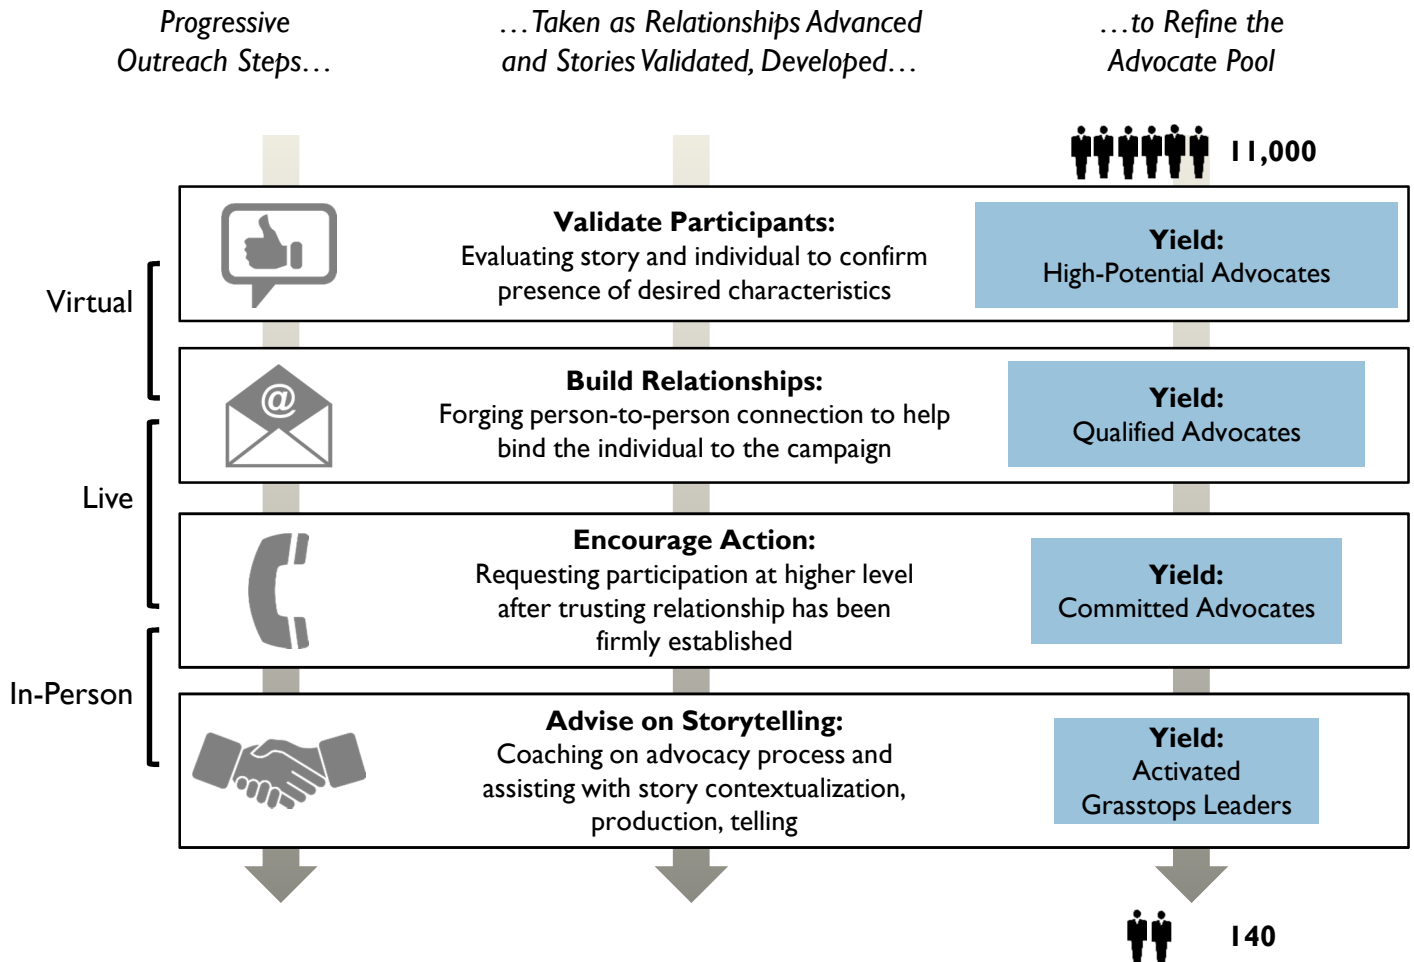 Progressive
Outreach Steps…
…Taken as Relationships Advanced
and Stories Validated, Developed…
…to Refine the
Advocate Pool
11,000
Virtual
Live
In-Person
Validate Participants:
Evaluating story and individual to confirm
presence of desired characteristics
Yield:
High-Potential Advocates
@
Build Relationships:
Forging person-to-person connection to help
bind the individual to the campaign
Yield:
Qualified Advocates
Encourage Action:
Requesting participation at higher level
after trusting relationship has been
firmly established
Yield:
Committed Advocates
Advise on Storytelling:
Coaching on advocacy process and
assisting with story contextualization,
production, telling
Yield:
Activated
Grasstops Leaders
140